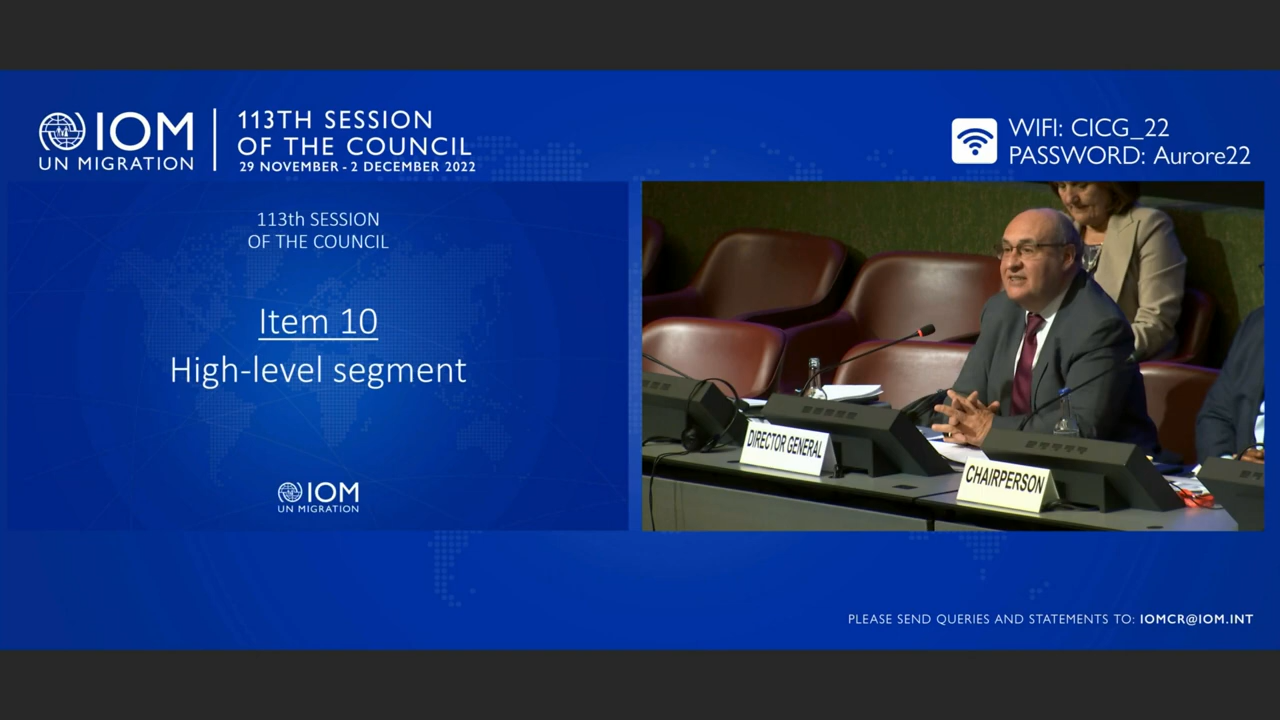 IOM
UN MIGRATION
113TH SESSION
OF THE COUNCIL
29 NOVEMBER - 2 DECEMBER 2022
WIFI: CICG_22
PASSWORD: Aurore22
113th SESSION
OF THE COUNCIL
Item 10
High-level segment
IOM
UN MIGRATION
DIRECTOR GENERAL
CHAIRPERSON
PLEASE SEND QUERIES AND STATEMENTS TO: IOMCR@IOM.INT